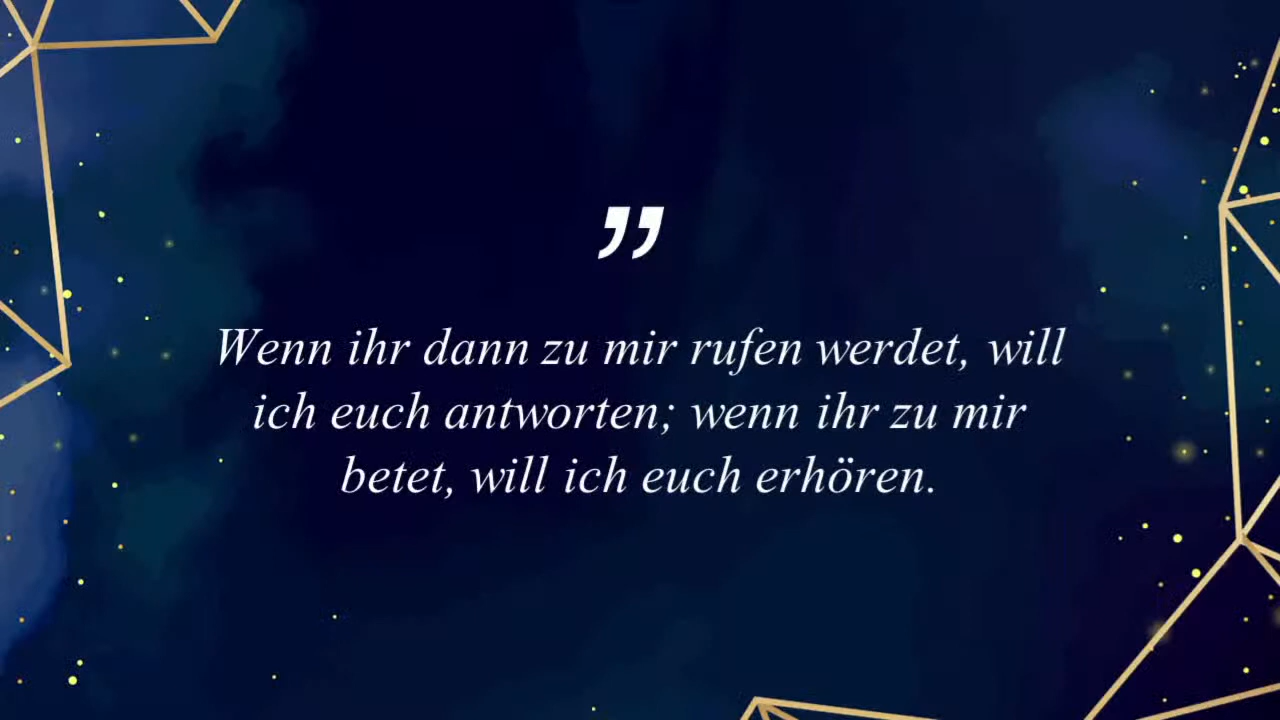 ”
Wenn ihr dann zu mir rufen werdet, will
ich euch antworten; wenn ihr zu mir
betet, will ich euch erhören.